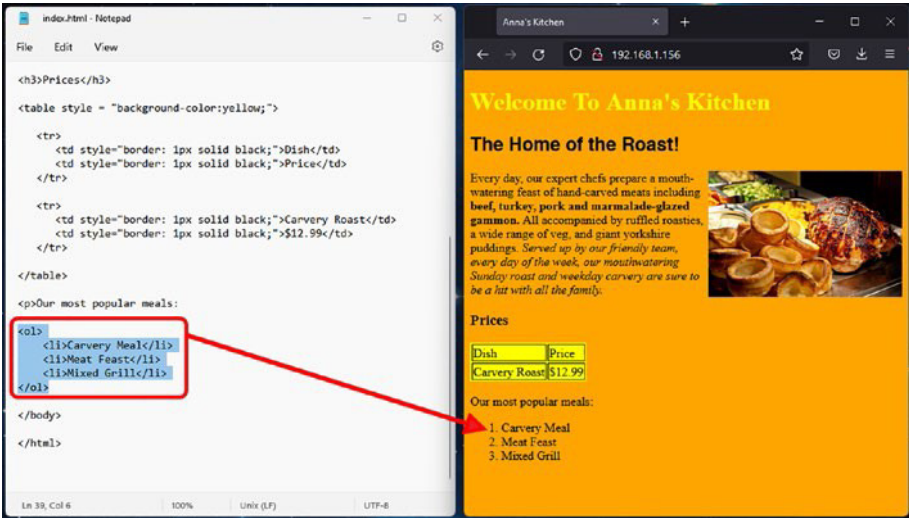 index.html - Notepad
File Edit View
<h3>Prices</h3>
<table style = "background-color:yellow;">
<tr>
<td style="border: 1px solid black;">Dish</td>
<td style="border: 1px solid black;">Price</td>
</tr>
<tr>
<td style="border: 1px solid black;">Carvery Roast</td>
<td style="border: 1px solid black;">$12.99</td>
</tr>
</table>
<p>Our most popular meals:
<ol>
<li>Carvery Meal</li>
<li>Meat Feast</li>
<li>Mixed Grill</li>
</ol>
</body>
</html>
Ln 39, Col 6 100% Unix (LF) UTF-8
Anna's Kitchen
192.168.1.156
Welcome To Anna's Kitchen
The Home of the Roast!
Every day, our expert chefs prepare a mouth-
watering feast of hand-carved meats including
beef, turkey, pork and marmalade-glazed
gammon. All accompanied by ruffled roasties,
a wide range of veg, and giant yorkshire
puddings. Served up by our friendly team,
every day of the week, our mouthwatering
Sunday roast and weekday carvery are sure to
be a hit with all the family.
Prices
Dish Price
Carvery Roast $12.99
Our most popular meals:
1. Carvery Meal
2. Meat Feast
3. Mixed Grill